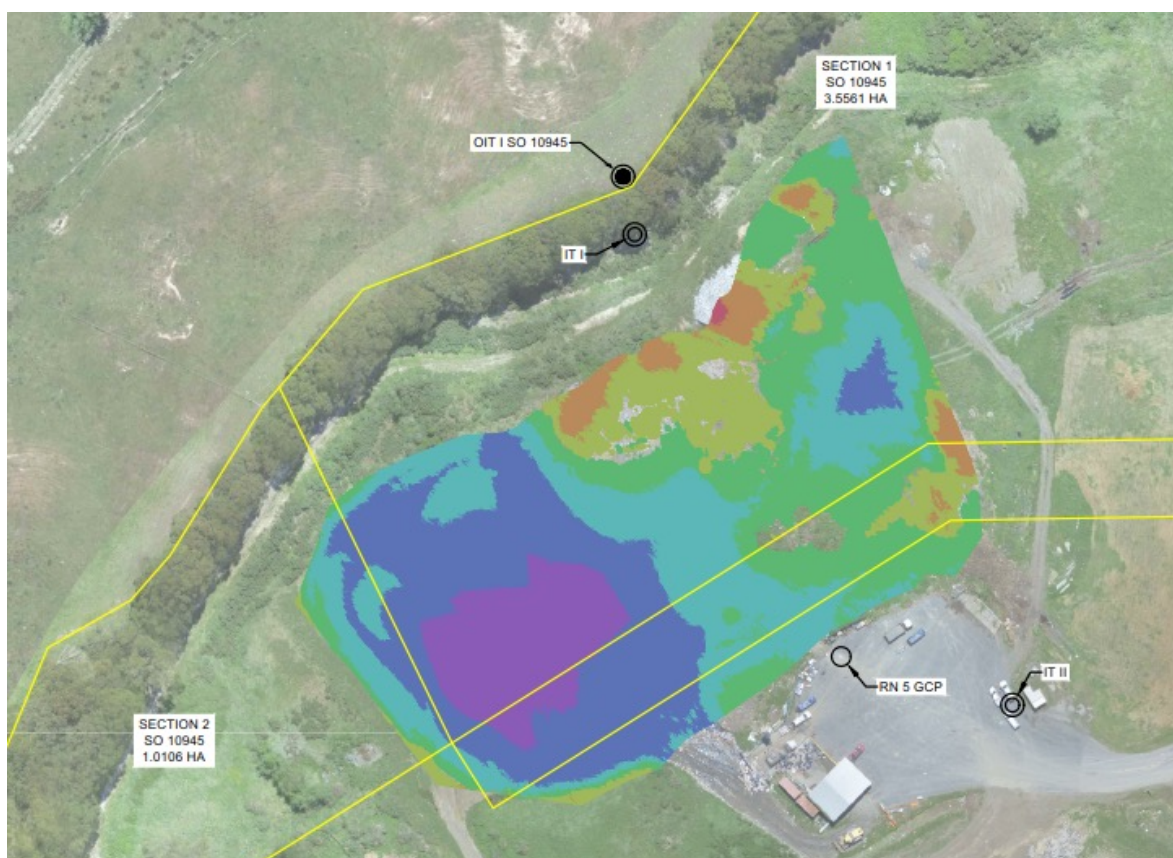 SECTION 1
SO 10945
3.5561 HA
OIT I SO 10945
IT I
RN 5 GCP
IT II
SECTION 2
SO 10945
1.0106 HA